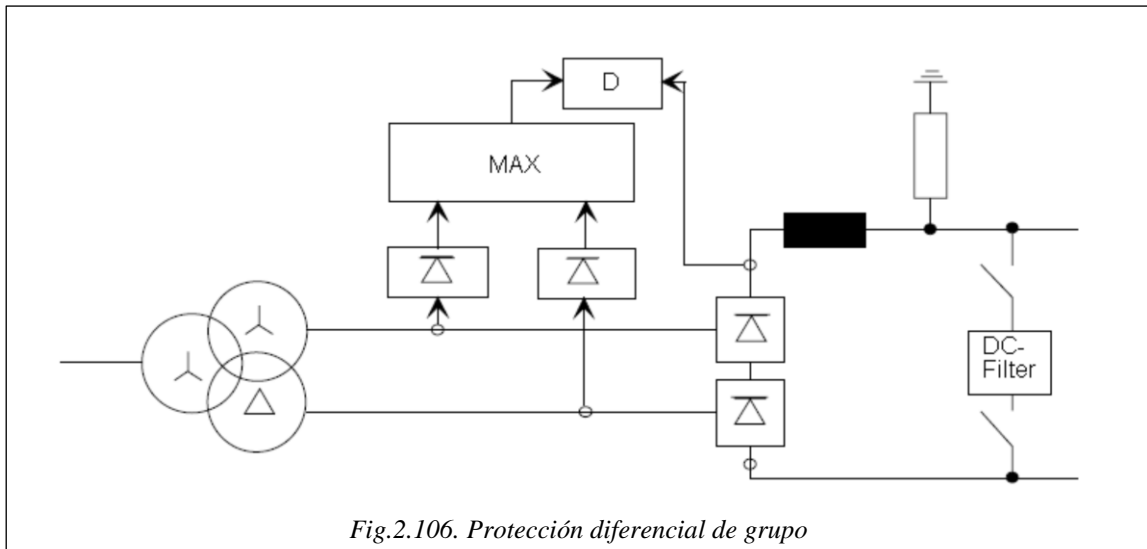 D
MAX
DC-
Filter
Fig.2.106. Protección diferencial de grupo